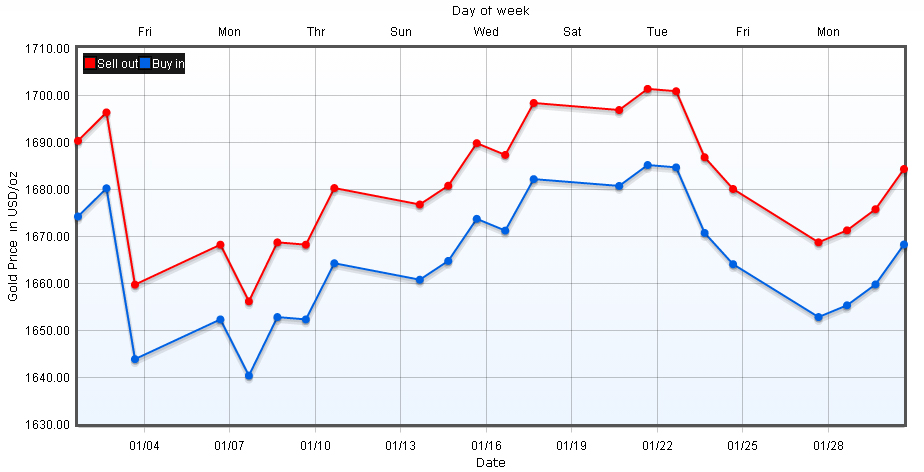 Day of week
Fri Mon Thr Sun Wed Sat Tue Fri Mon
1710.00
Sell out Buy in
1700.00
1690.00
1680.00
1670.00
1660.00
1650.00
1640.00
1630.00
Gold Price in USD/oz
01/04 01/07 01/10 01/13 01/16 01/19 01/22 01/25 01/28
Date